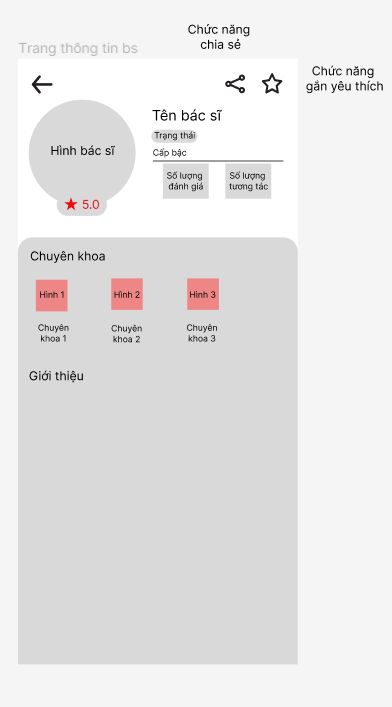 Chức năng
chia sẻ
Trang thông tin bs
Chức năng
gắn yêu thích
Tên bác sĩ
Trạng thái
Cấp bậc
Hình bác sĩ
Số lượng
đánh giá
Số lượng
tương tác
5.0
Chuyên khoa
Hình 1
Hình 2
Hình 3
Chuyên
khoa 1
Chuyên
khoa 2
Chuyên
khoa 3
Giới thiệu